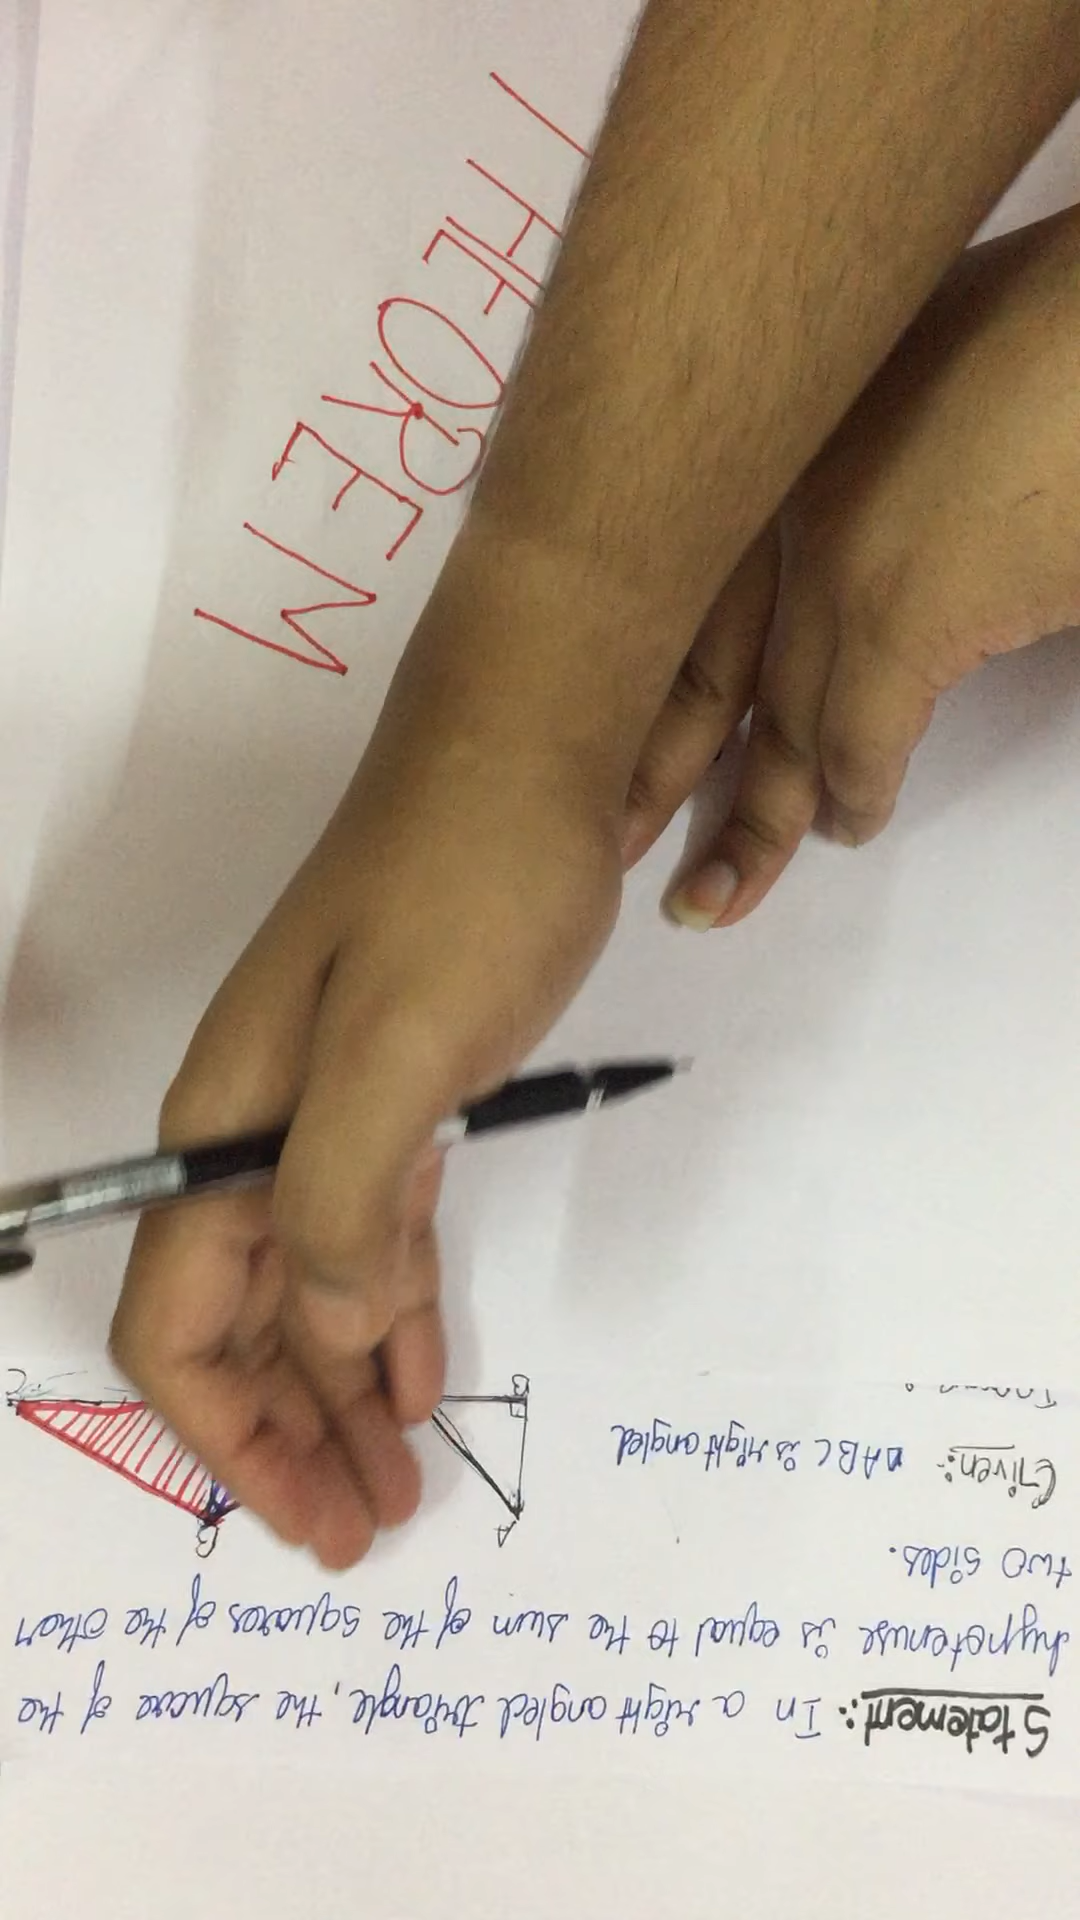 THEOREM
Statement:- In a right angled triangle, the square of the
hypotenuse is equal to the sum of the squares of the other
two sides.
Given:- △ABC is right angled
A
B
B
C